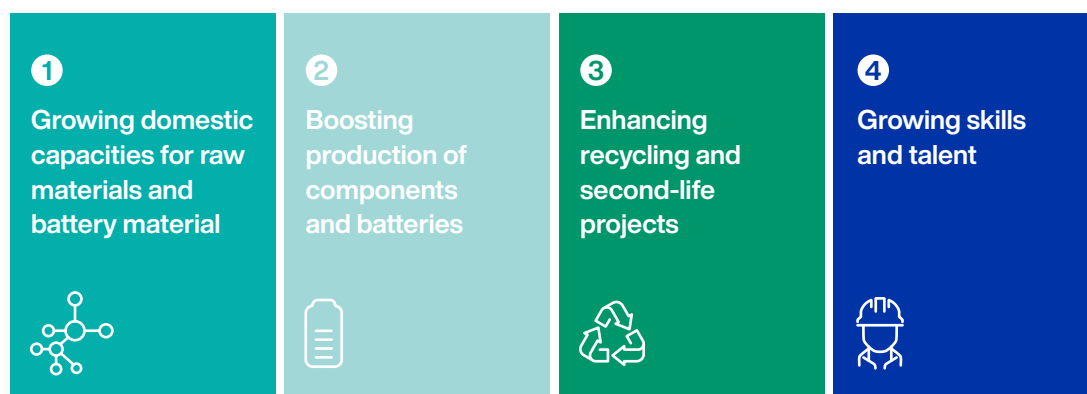 1
Growing domestic
capacities for raw
materials and
battery material
2
Boosting
production of
components
and batteries
3
Enhancing
recycling and
second-life
projects
4
Growing skills
and talent